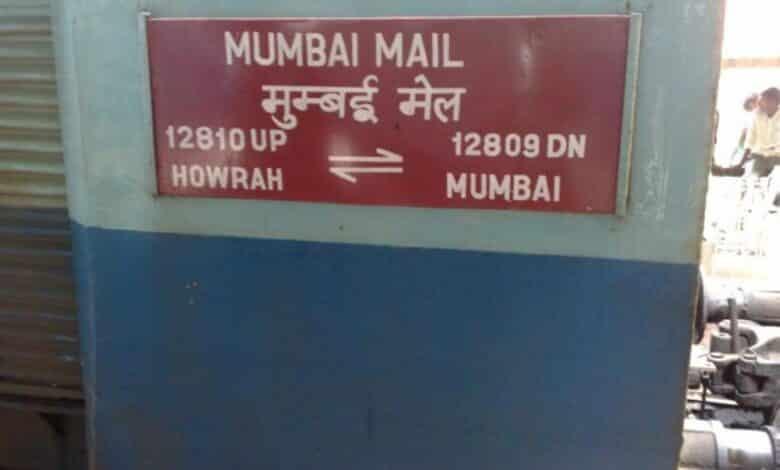 MUMBAI MAIL
मुम्बई मेल
12810 UP 12809 DN
HOWRAH ⇌ MUMBAI